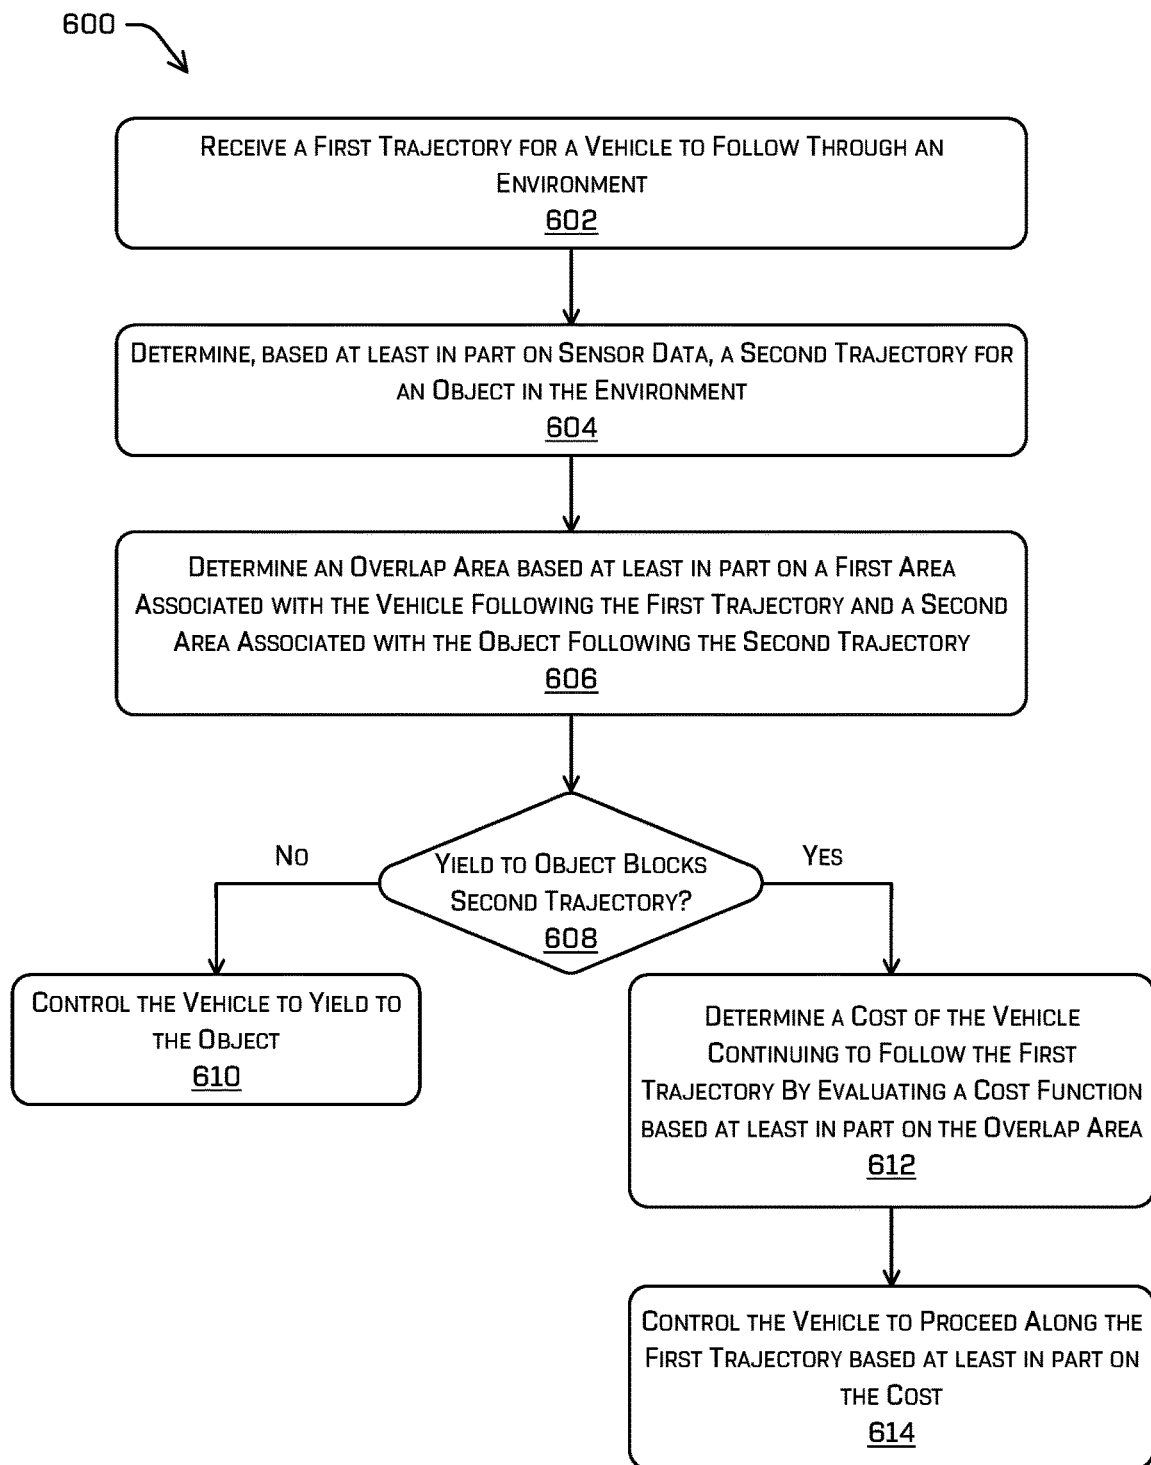 600
Receive a First Trajectory for a Vehicle to Follow Through an
Environment
602
Determine, based at least in part on Sensor Data, a Second Trajectory for
an Object in the Environment
604
Determine an Overlap Area based at least in part on a First Area
Associated with the Vehicle Following the First Trajectory and a Second
Area Associated with the Object Following the Second Trajectory
606
Yield to Object Blocks
Second Trajectory?
608
No
Yes
Control the Vehicle to Yield to
the Object
610
Determine a Cost of the Vehicle
Continuing to Follow the First
Trajectory By Evaluating a Cost Function
based at least in part on the Overlap Area
612
Control the Vehicle to Proceed Along the
First Trajectory based at least in part on
the Cost
614